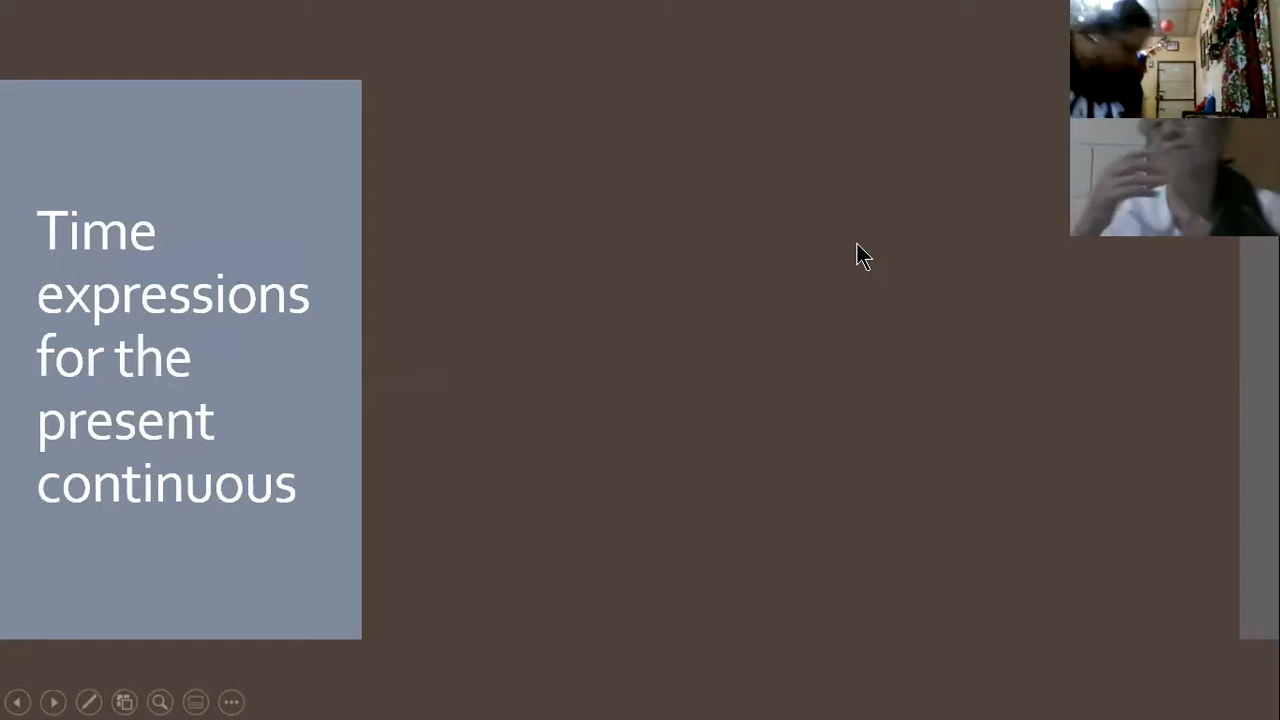 Time
expressions
for the
present
continuous